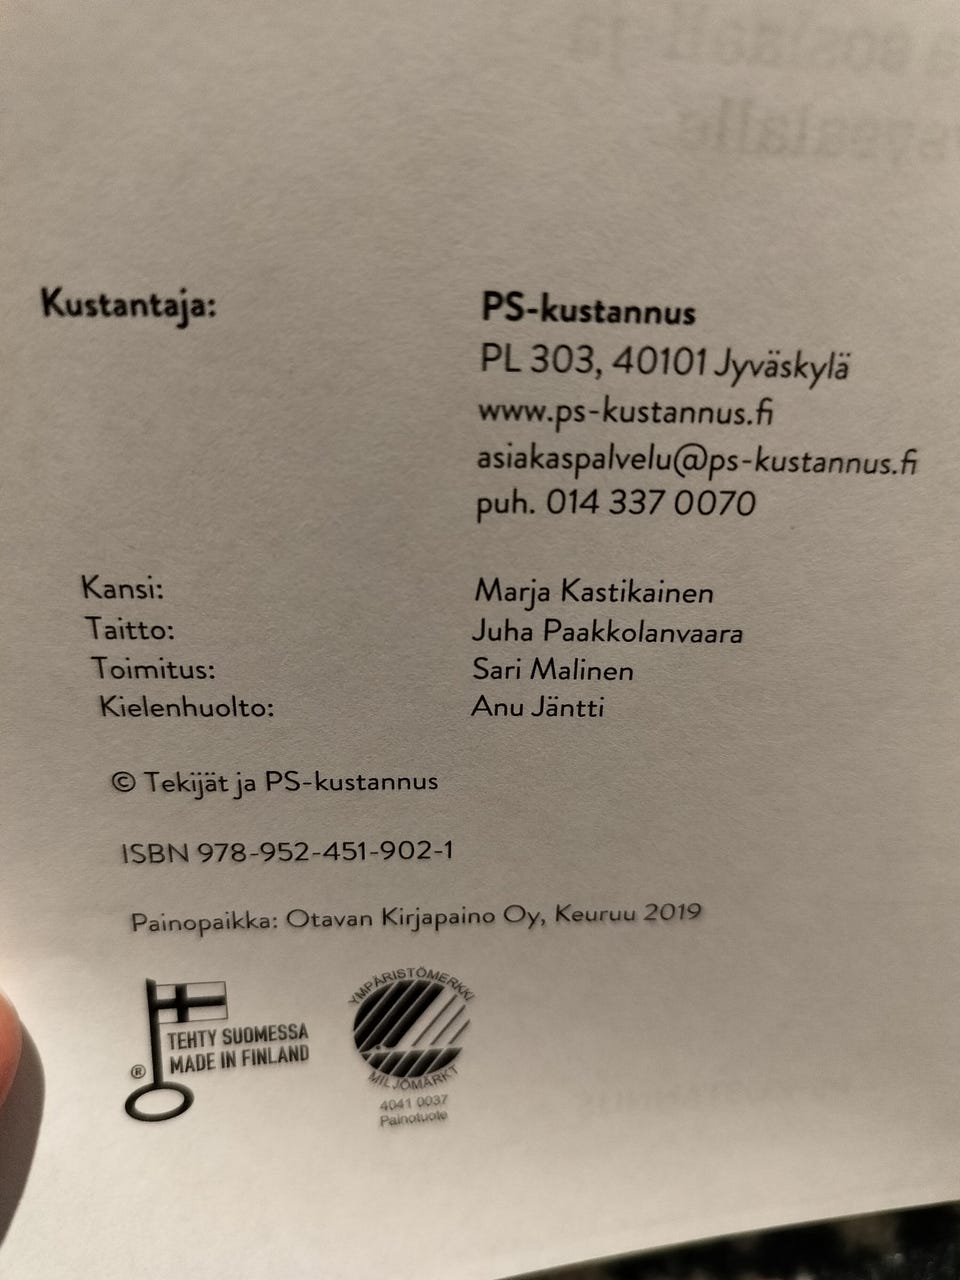 Kustantaja: PS-kustannus
PL 303, 40101 Jyväskylä
www.ps-kustannus.fi
asiakaspalvelu@ps-kustannus.fi
puh. 014 337 0070
Kansi: Marja Kastikainen
Taitto: Juha Paakkolanvaara
Toimitus: Sari Malinen
Kielenhuolto: Anu Jäntti
© Tekijät ja PS-kustannus
ISBN 978-952-451-902-1
Painopaikka: Otavan Kirjapaino Oy, Keuruu 2019
TEHTY SUOMESSA
® MADE IN FINLAND
YMPÄRISTÖMERKKI
MILJÖMÄRKT
4041 0037
Painotuote